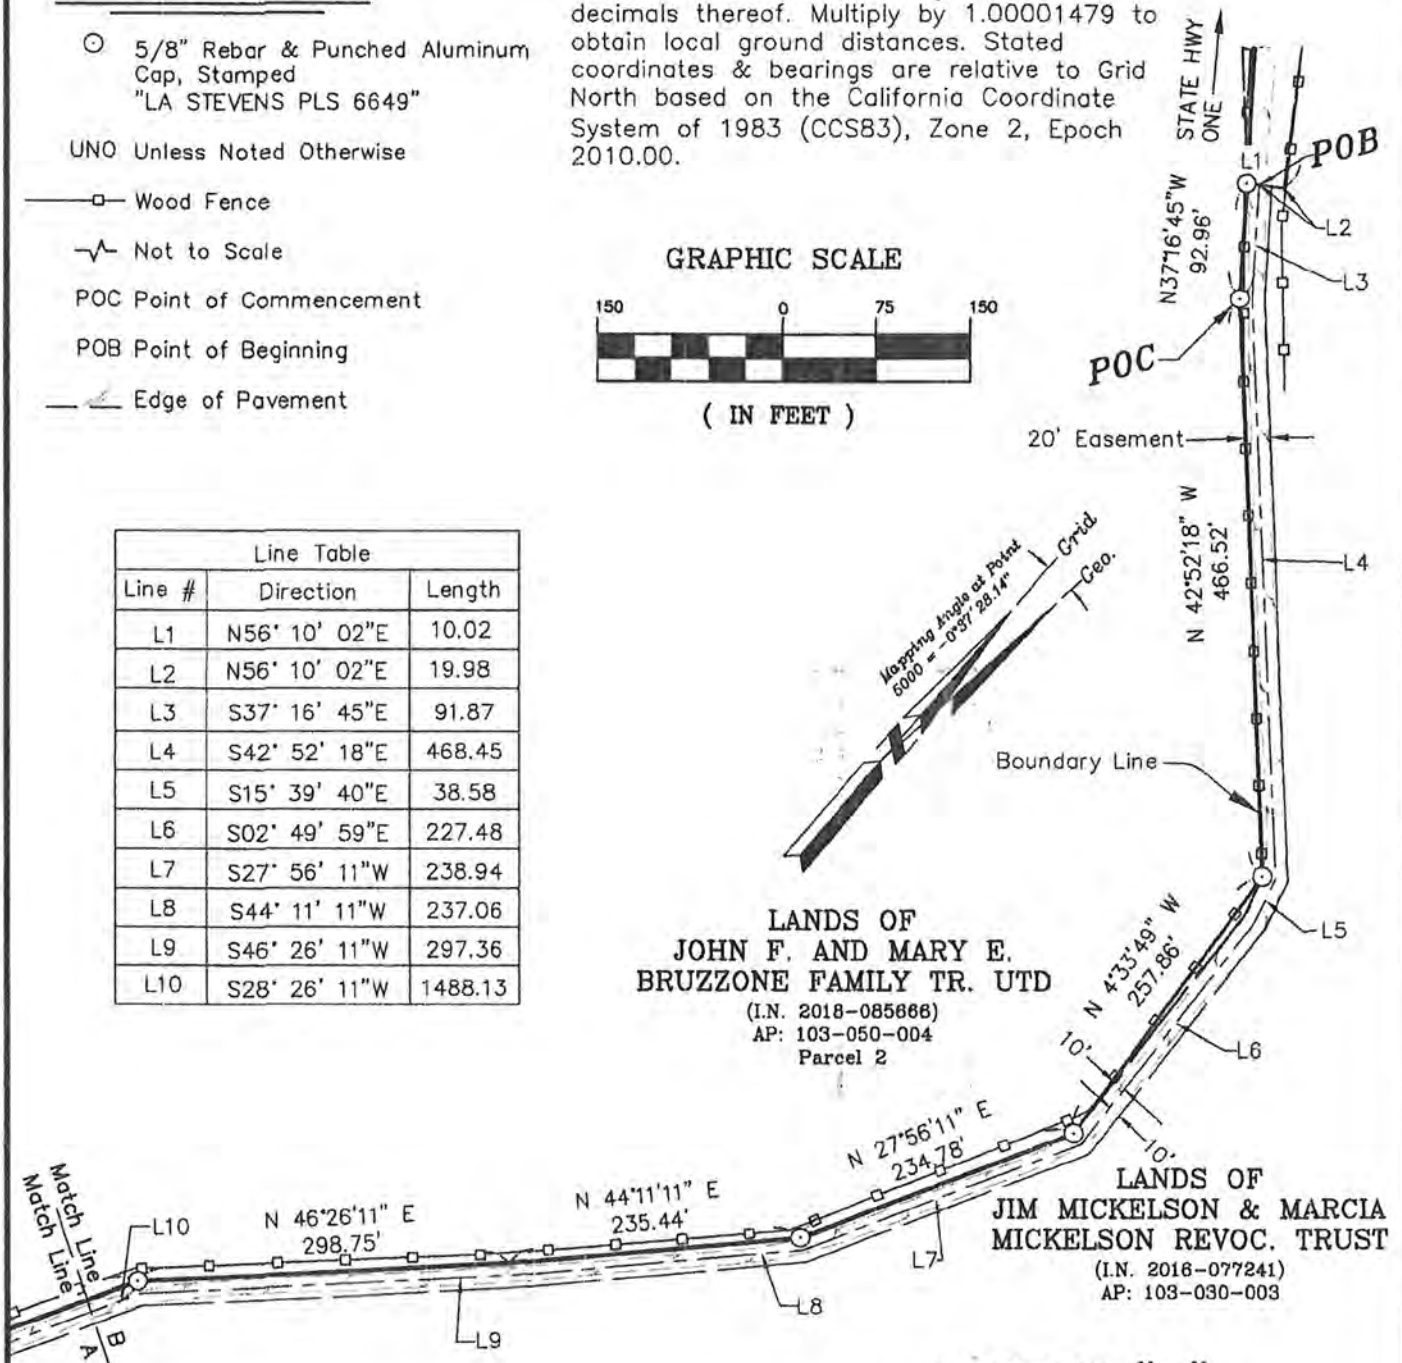 decimals thereof. Multiply by 1.00001479 to
obtain local ground distances. Stated
coordinates & bearings are relative to Grid
North based on the California Coordinate
System of 1983 (CCS83), Zone 2, Epoch
2010.00.
5/8" Rebar & Punched Aluminum
Cap, Stamped
"LA STEVENS PLS 6649"
UNO Unless Noted Otherwise
Wood Fence
Not to Scale
POC Point of Commencement
POB Point of Beginning
Edge of Pavement
GRAPHIC SCALE
150 0 75 150
( IN FEET )
STATE HWY
ONE
L1
POB
L2
N37°16'45"W
92.96'
L3
POC
20' Easement
N 42°52'18" W
466.52'
L4
Grid
Geo.
Mapping Angle at Point
5000 = -0°37'28.14"
Boundary Line
Line Table
Line # Direction Length
L1 N56° 10' 02"E 10.02
L2 N56° 10' 02"E 19.98
L3 S37° 16' 45"E 91.87
L4 S42° 52' 18"E 468.45
L5 S15° 39' 40"E 38.58
L6 S02° 49' 59"E 227.48
L7 S27° 56' 11"W 238.94
L8 S44° 11' 11"W 237.06
L9 S46° 26' 11"W 297.36
L10 S28° 26' 11"W 1488.13
LANDS OF
JOHN F. AND MARY E.
BRUZZONE FAMILY TR. UTD
(I.N. 2018-085666)
AP: 103-050-004
Parcel 2
L5
N 4°33'49" W
257.86'
L6
10'
10'
N 27°56'11" E
234.78'
LANDS OF
JIM MICKELSON & MARCIA
MICKELSON REVOC. TRUST
(I.N. 2016-077241)
AP: 103-030-003
L7
N 44°11'11" E
235.44'
L8
N 46°26'11" E
298.75'
L9
L10
Match Line
Match Line
B
A